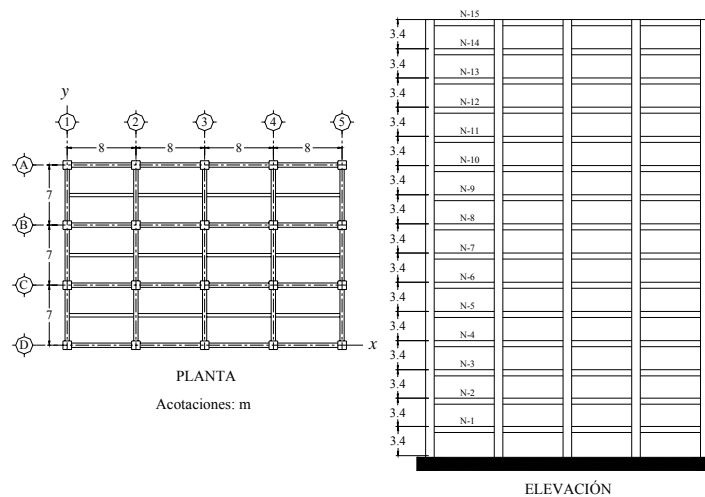 y
1 2 3 4 5
8 8 8 8
A
7
B
7
C
7
D
x
PLANTA
Acotaciones: m
N-15
3.4
N-14
3.4
N-13
3.4
N-12
3.4
N-11
3.4
N-10
3.4
N-9
3.4
N-8
3.4
N-7
3.4
N-6
3.4
N-5
3.4
N-4
3.4
N-3
3.4
N-2
3.4
N-1
3.4
ELEVACIÓN